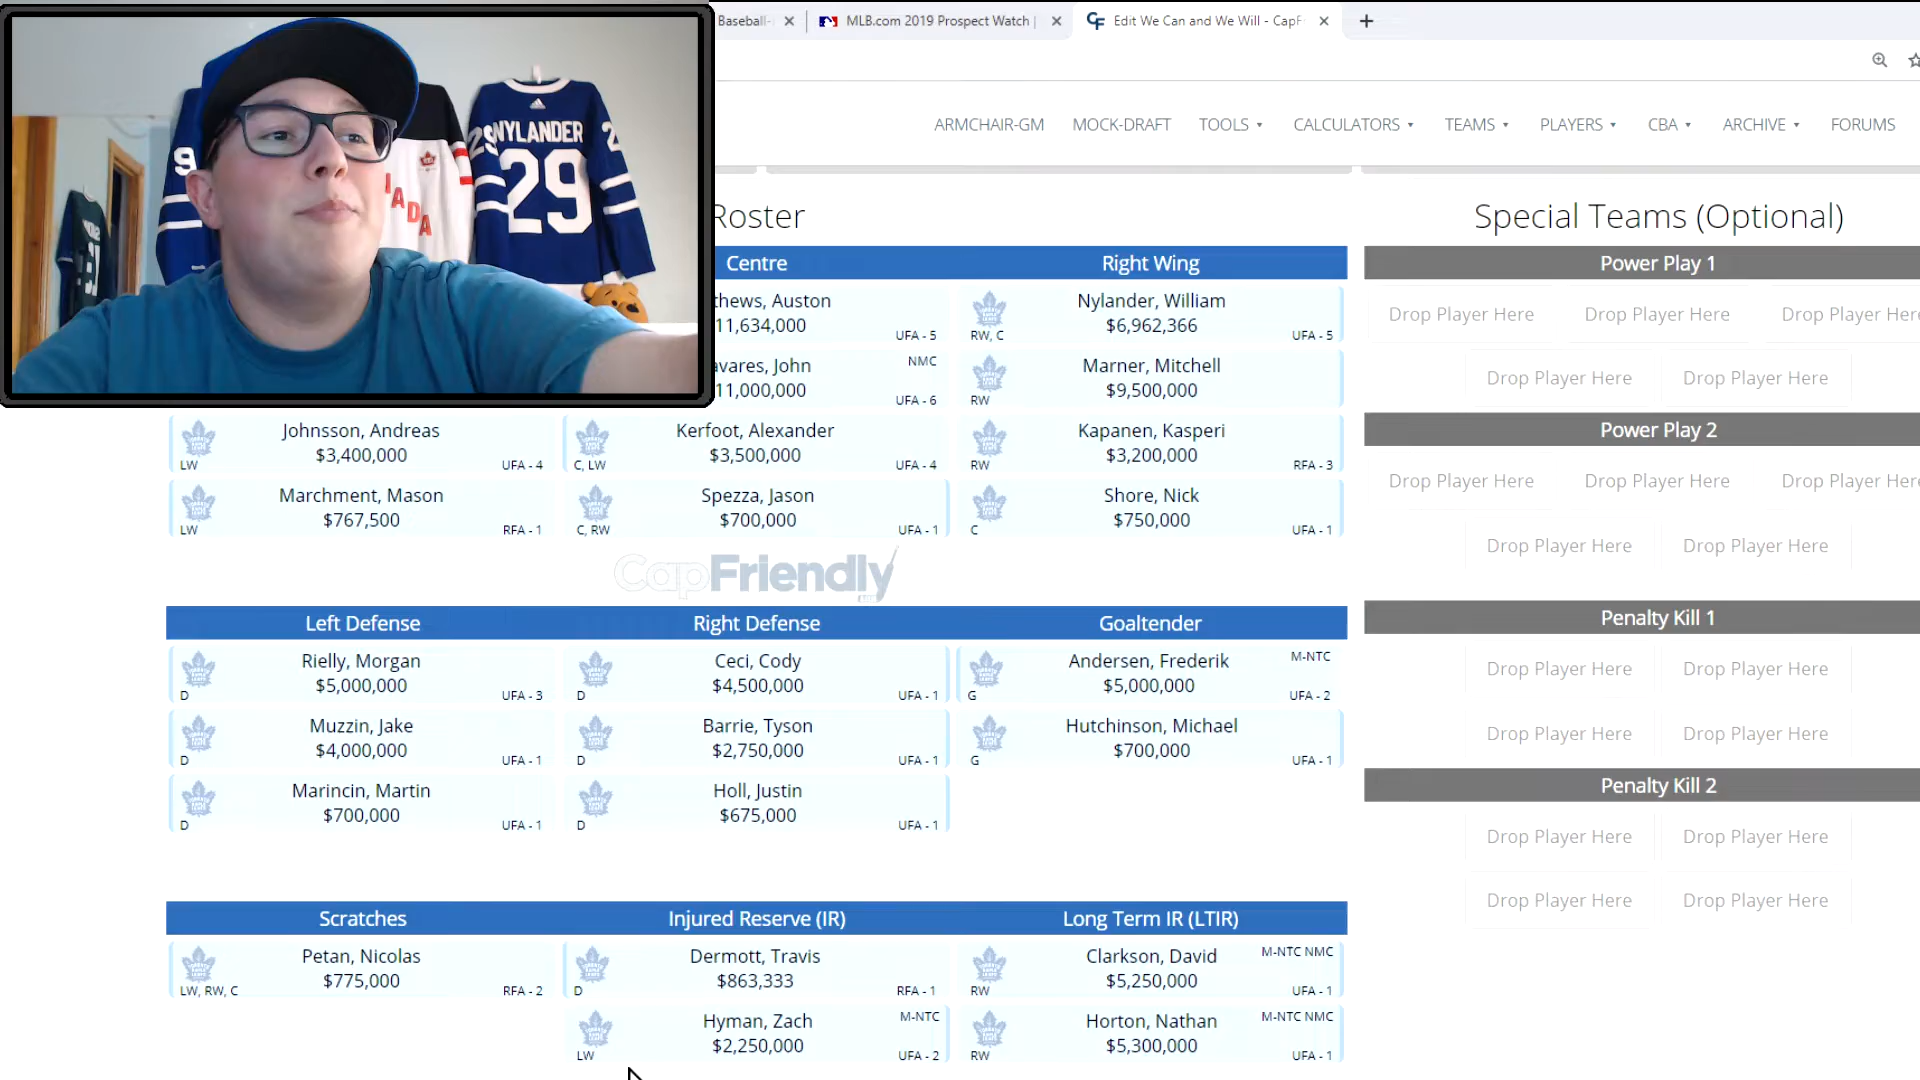 Baseball-
MLB.com 2019 Prospect Watch |
Edit We Can and We Will - CapF
ARMCHAIR-GM
MOCK-DRAFT
TOOLS
CALCULATORS
TEAMS
PLAYERS
CBA
ARCHIVE
FORUMS
NYLANDER
29
29
2
9
ADA
Roster
Special Teams (Optional)
Centre
Right Wing
Power Play 1
thews, Auston
11,634,000
UFA - 5
Nylander, William
$6,962,366
RW, C
UFA - 5
Drop Player Here
Drop Player Here
Drop Player Here
avares, John
11,000,000
NMC
UFA - 6
Marner, Mitchell
$9,500,000
RW
Drop Player Here
Drop Player Here
Johnsson, Andreas
$3,400,000
LW
UFA - 4
Kerfoot, Alexander
$3,500,000
C, LW
UFA - 4
Kapanen, Kasperi
$3,200,000
RW
RFA - 3
Power Play 2
Marchment, Mason
$767,500
LW
RFA - 1
Spezza, Jason
$700,000
C, RW
UFA - 1
Shore, Nick
$750,000
C
UFA - 1
Drop Player Here
Drop Player Here
Drop Player Here
Drop Player Here
Drop Player Here
CapFriendly
Left Defense
Right Defense
Goaltender
Penalty Kill 1
Rielly, Morgan
$5,000,000
D
UFA - 3
Ceci, Cody
$4,500,000
D
UFA - 1
Andersen, Frederik
$5,000,000
M-NTC
G
UFA - 2
Drop Player Here
Drop Player Here
Muzzin, Jake
$4,000,000
D
UFA - 1
Barrie, Tyson
$2,750,000
D
UFA - 1
Hutchinson, Michael
$700,000
G
UFA - 1
Drop Player Here
Drop Player Here
Marincin, Martin
$700,000
D
UFA - 1
Holl, Justin
$675,000
D
UFA - 1
Penalty Kill 2
Drop Player Here
Drop Player Here
Drop Player Here
Drop Player Here
Scratches
Injured Reserve (IR)
Long Term IR (LTIR)
Petan, Nicolas
$775,000
LW, RW, C
RFA - 2
Dermott, Travis
$863,333
D
RFA - 1
Clarkson, David
$5,250,000
M-NTC NMC
RW
UFA - 1
Hyman, Zach
$2,250,000
M-NTC
LW
UFA - 2
Horton, Nathan
$5,300,000
M-NTC NMC
RW
UFA - 1